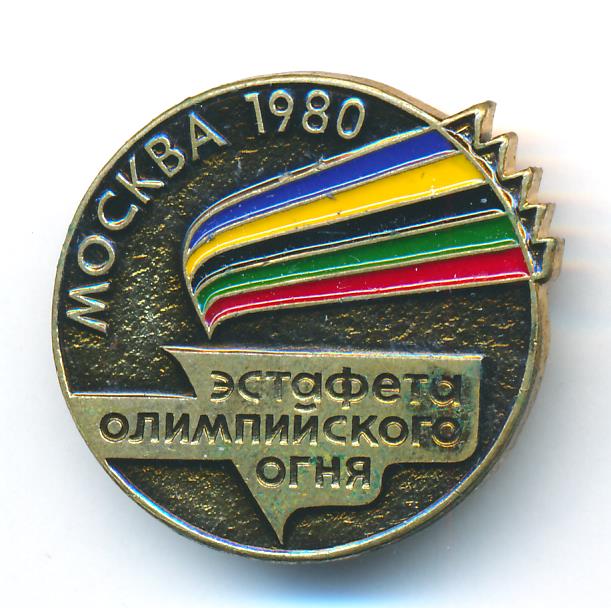 МОСКВА 1980
эстафета
олимпийского
огня